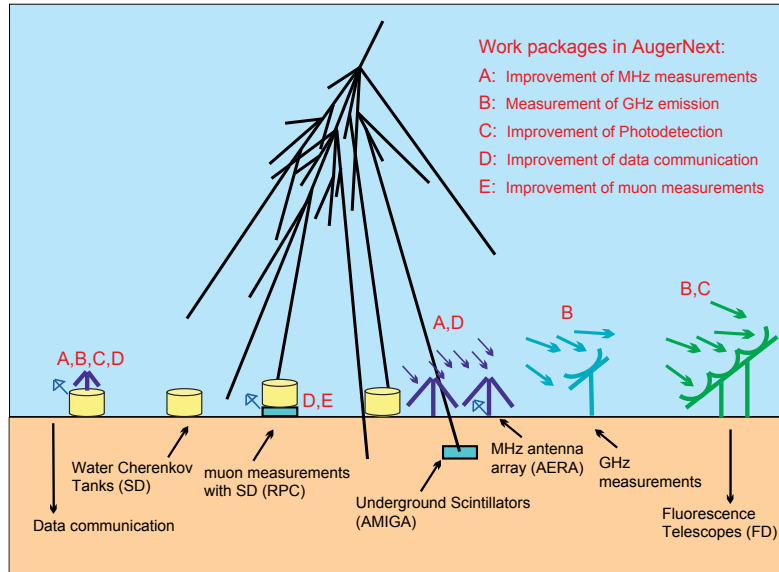 Work packages in AugerNext:
A: Improvement of MHz measurements
B: Measurement of GHz emission
C: Improvement of Photodetection
D: Improvement of data communication
E: Improvement of muon measurements
A,B,C,D
D,E
A,D
B
B,C
Water Cherenkov
Tanks (SD)
Data communication
muon measurements
with SD (RPC)
Underground Scintillators
(AMIGA)
MHz antenna
array (AERA)
GHz
measurements
Fluorescence
Telescopes (FD)